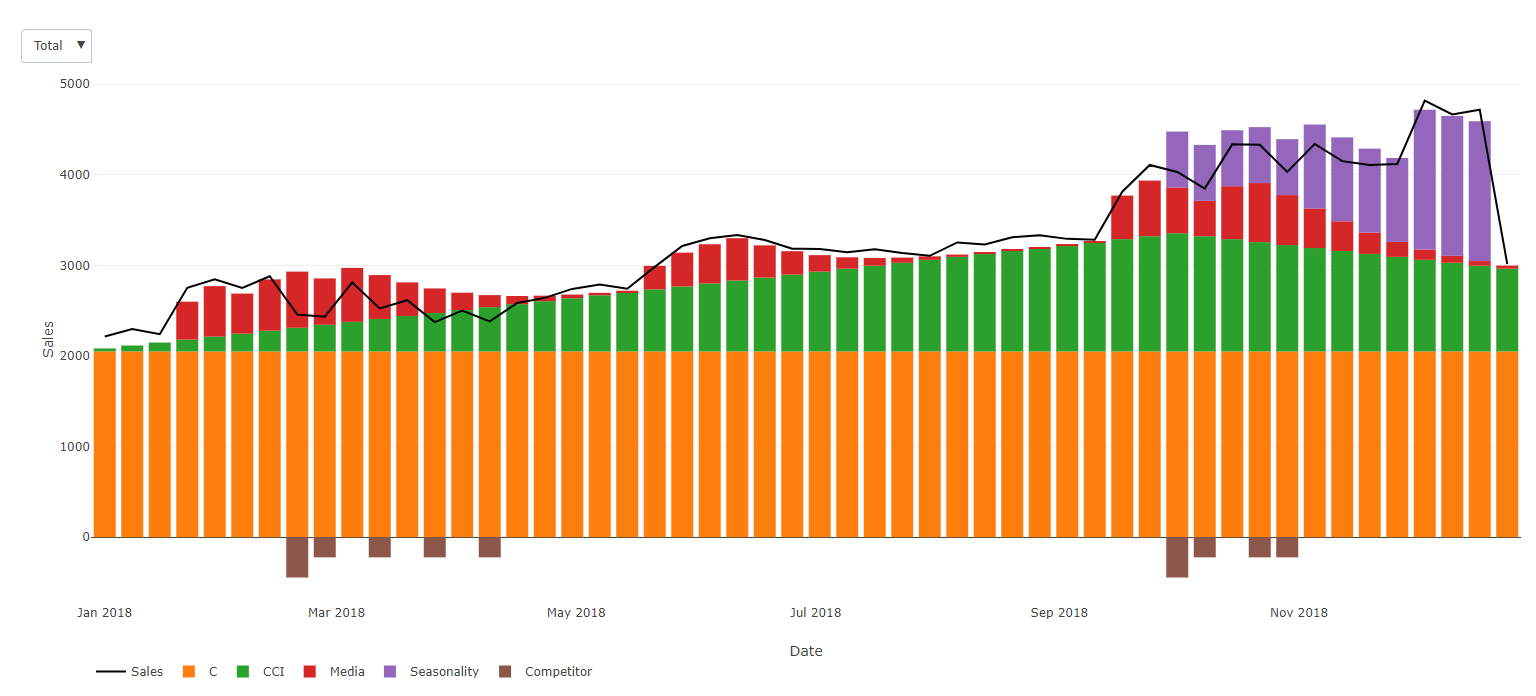 Total ▼
5000
4000
3000
2000
1000
0
Sales
Jan 2018 Mar 2018 May 2018 Jul 2018 Sep 2018 Nov 2018
Date
Sales C CCI Media Seasonality Competitor